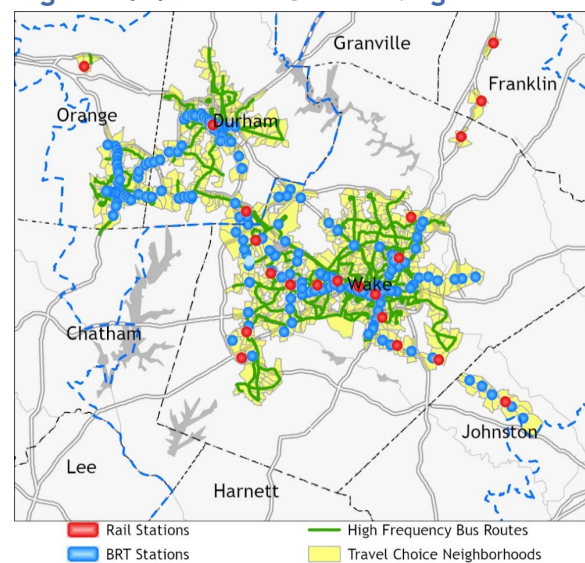 Granville
Franklin
Orange
Durham
Wake
Chatham
Johnston
Lee
Harnett
Rail Stations
High Frequency Bus Routes
BRT Stations
Travel Choice Neighborhoods